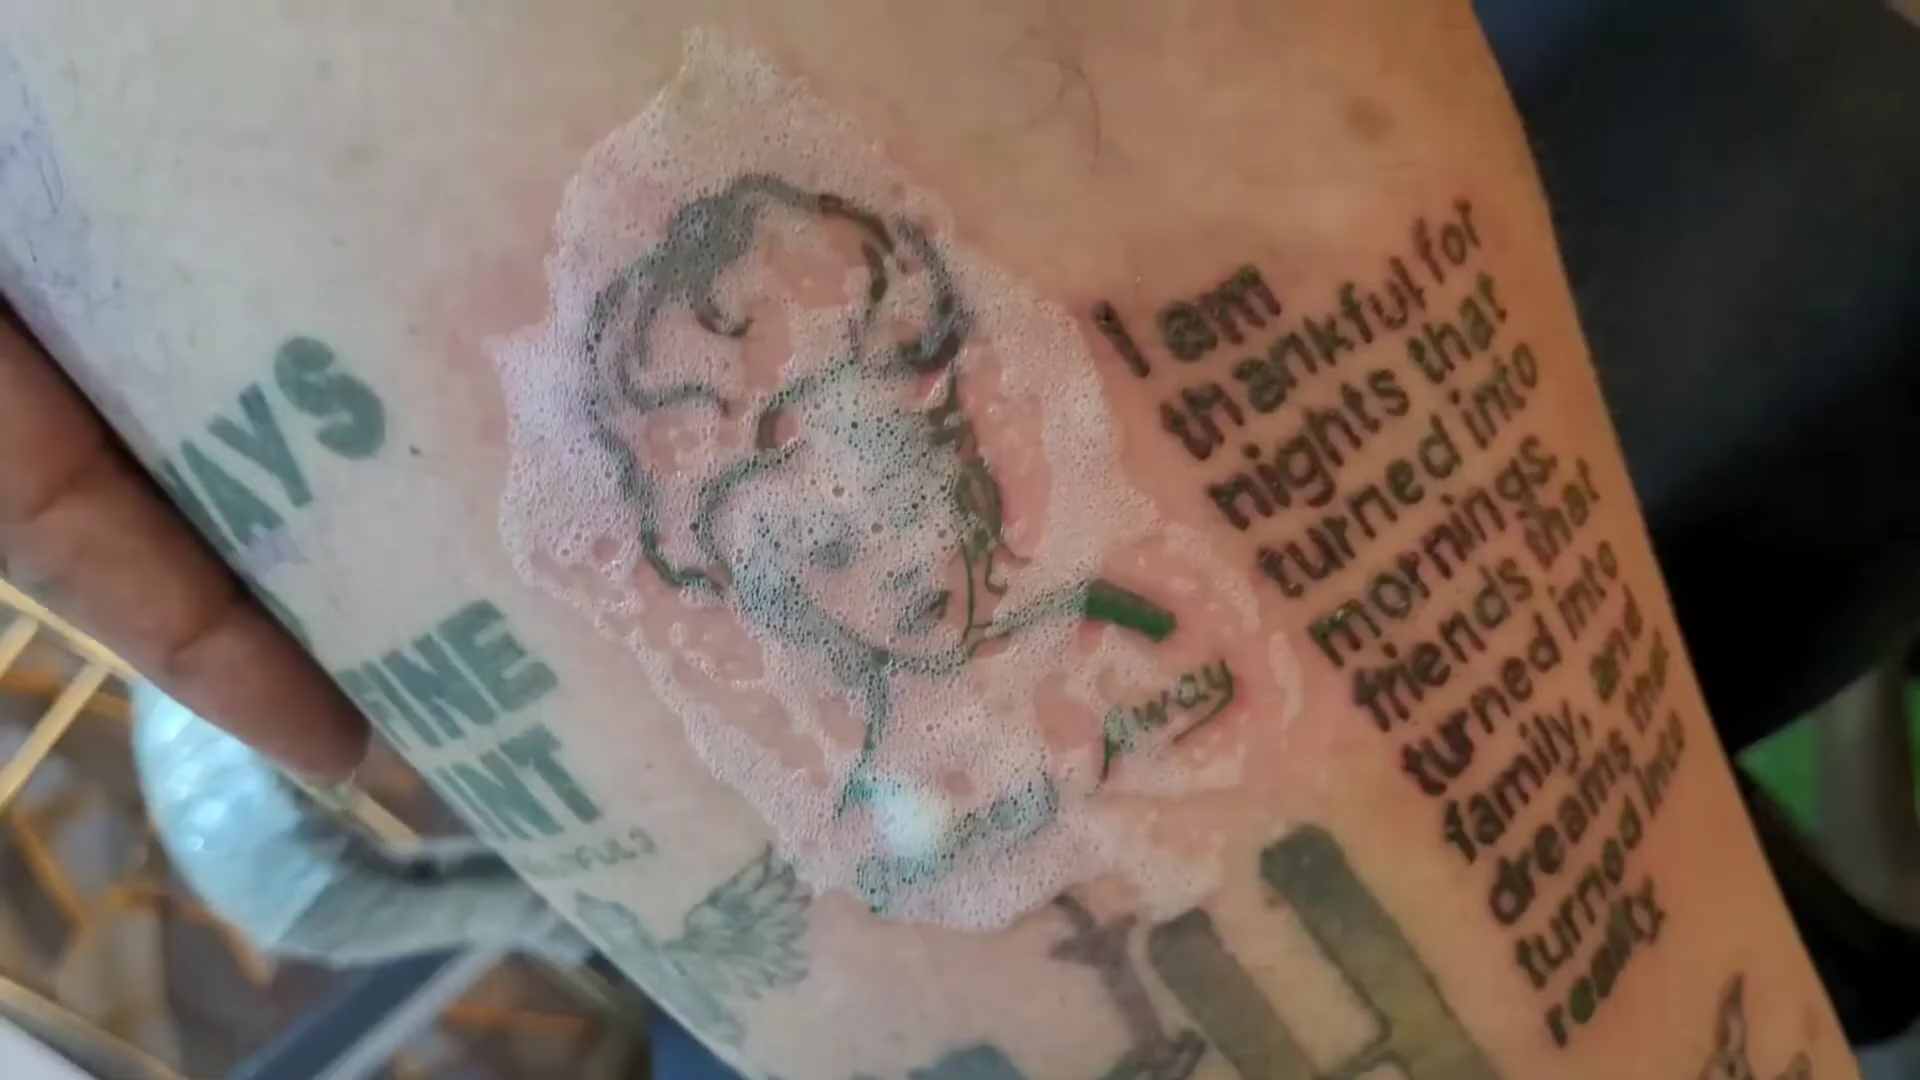 I am
thankful for
nights that
turned into
mornings,
friends that
turned into
family, and
dreams that
turned into
reality.
Away
AYS
FINE
INT